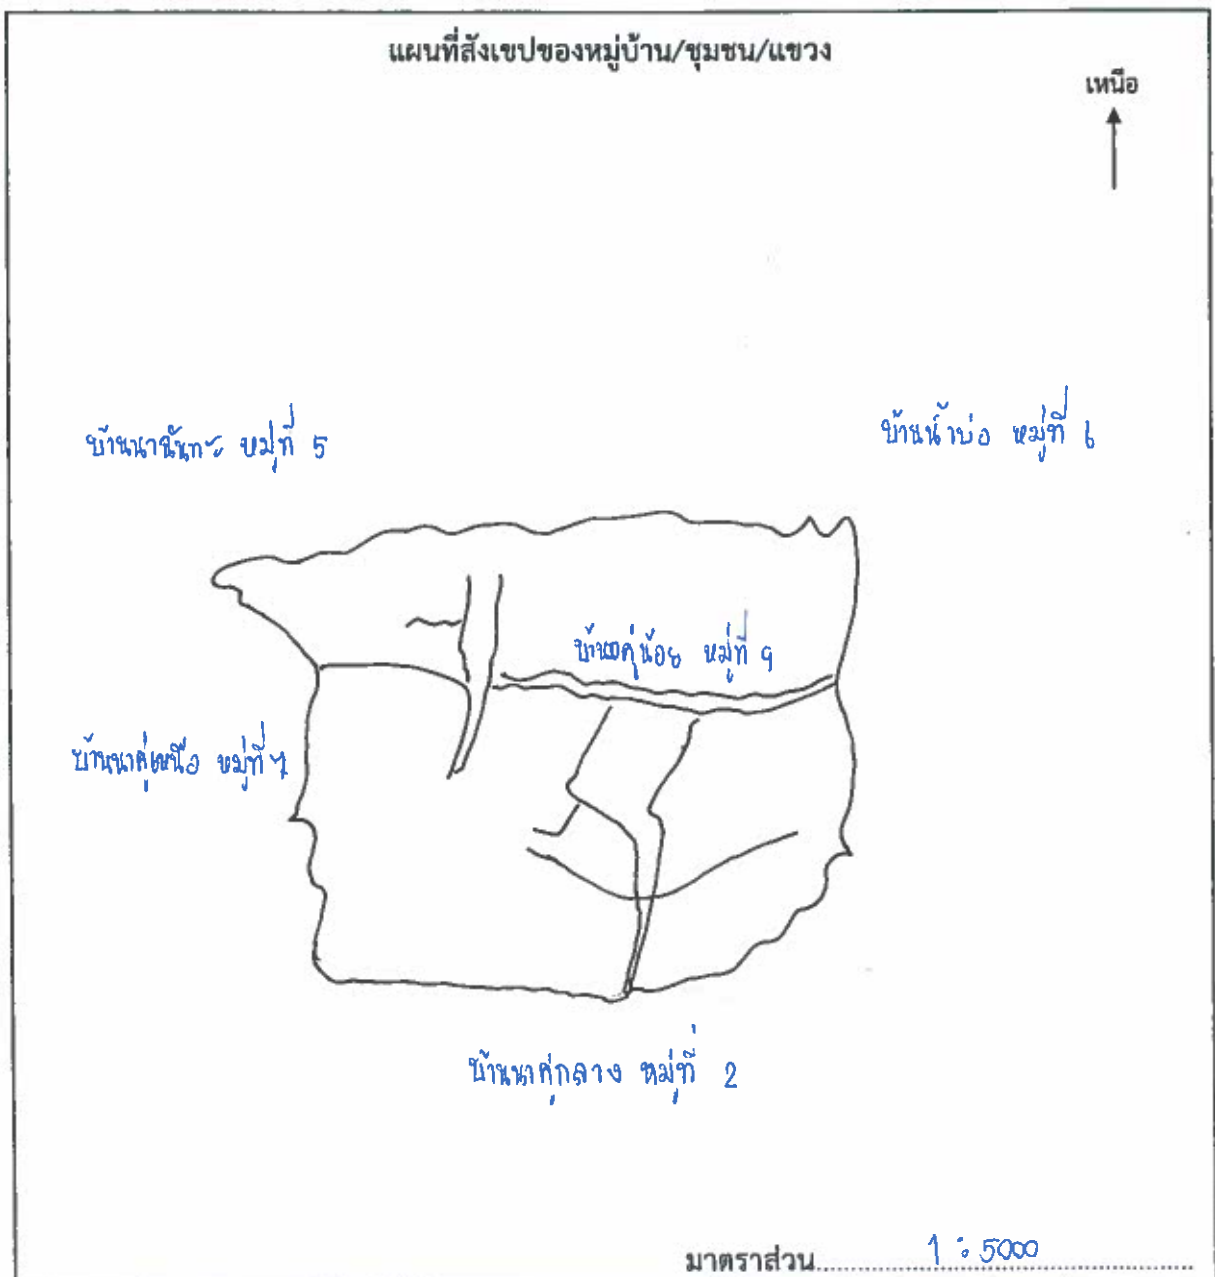 แผนที่สังเขปของหมู่บ้าน/ชุมชน/แขวง
เหนือ
บ้านนานันทะ หมู่ที่ 5
บ้านน้ำบ่อ หมู่ที่ 6
บ้านคู่น้อย หมู่ที่ 9
บ้านนาคู่เหนือ หมู่ที่
บ้านนาคู่กลาง หมู่ที่ 2
มาตราส่วน 1 : 5000